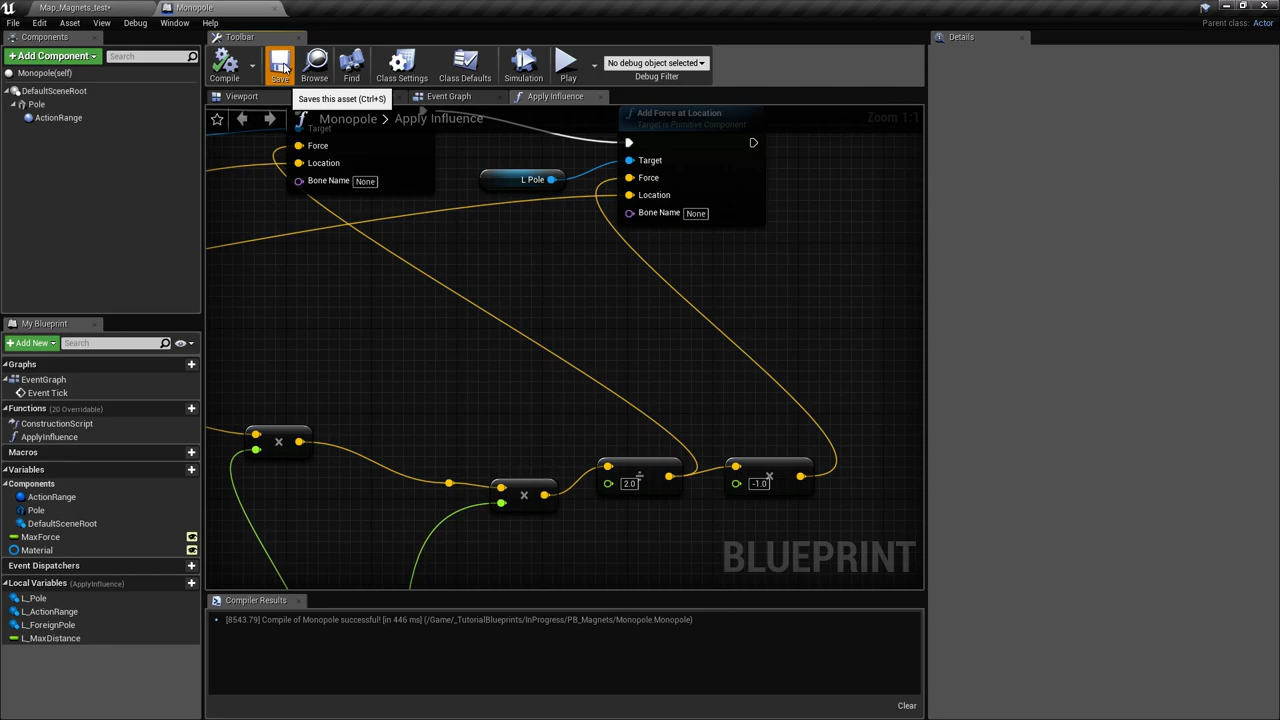 Map_Magnets_test*
Monopole
File Edit Asset View Debug Window Help
Parent class: Actor
Components
+Add Component
Search
Monopole(self)
DefaultSceneRoot
Pole
ActionRange
Toolbar
Compile
Save
Browse
Find
Class Settings
Class Defaults
Simulation
Play
No debug object selected
Debug Filter
Details
Viewport
Event Graph
Apply Influence
Saves this asset (Ctrl+S)
Monopole > Apply Influence
Zoom 1:1
Target
Force
Location
Bone Name None
L Pole
Add Force at Location
Target is Primitive Component
Target
Force
Location
Bone Name None
2.0
-1.0
BLUEPRINT
My Blueprint
+Add New
Search
Graphs
EventGraph
Event Tick
Functions (20 Overridable)
ConstructionScript
ApplyInfluence
Macros
Variables
Components
ActionRange
Pole
DefaultSceneRoot
MaxForce
Material
Event Dispatchers
Local Variables (ApplyInfluence)
L_Pole
L_ActionRange
L_ForeignPole
L_MaxDistance
Compiler Results
[8543.79] Compile of Monopole successful! [in 446 ms] (/Game/_TutorialBlueprints/InProgress/PB_Magnets/Monopole.Monopole)
Clear